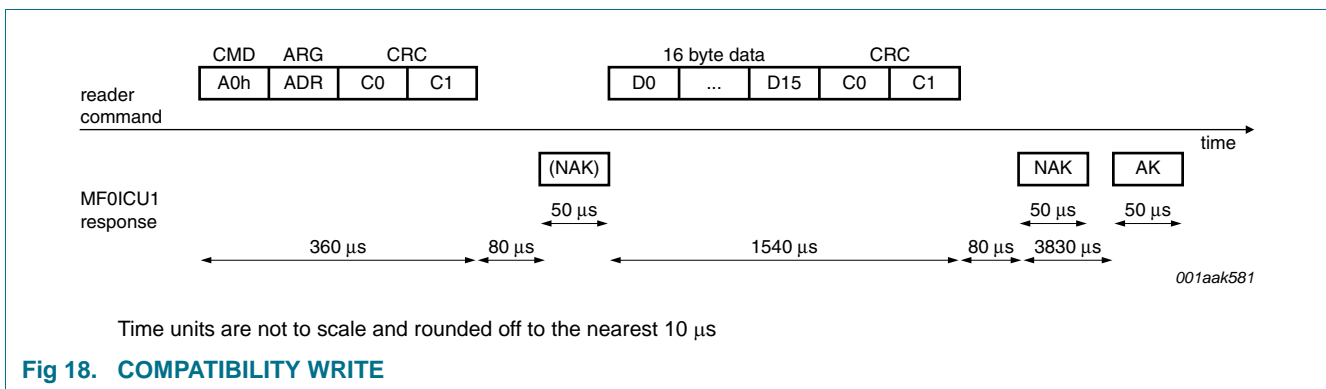 CMD ARG CRC 16 byte data CRC
A0h ADR C0 C1 D0 ... D15 C0 C1
reader
command
time
(NAK) NAK AK
MF0ICU1
response
50 μs 50 μs 50 μs
360 μs 80 μs 1540 μs 80 μs 3830 μs
001aak581
Time units are not to scale and rounded off to the nearest 10 μs
Fig 18. COMPATIBILITY WRITE